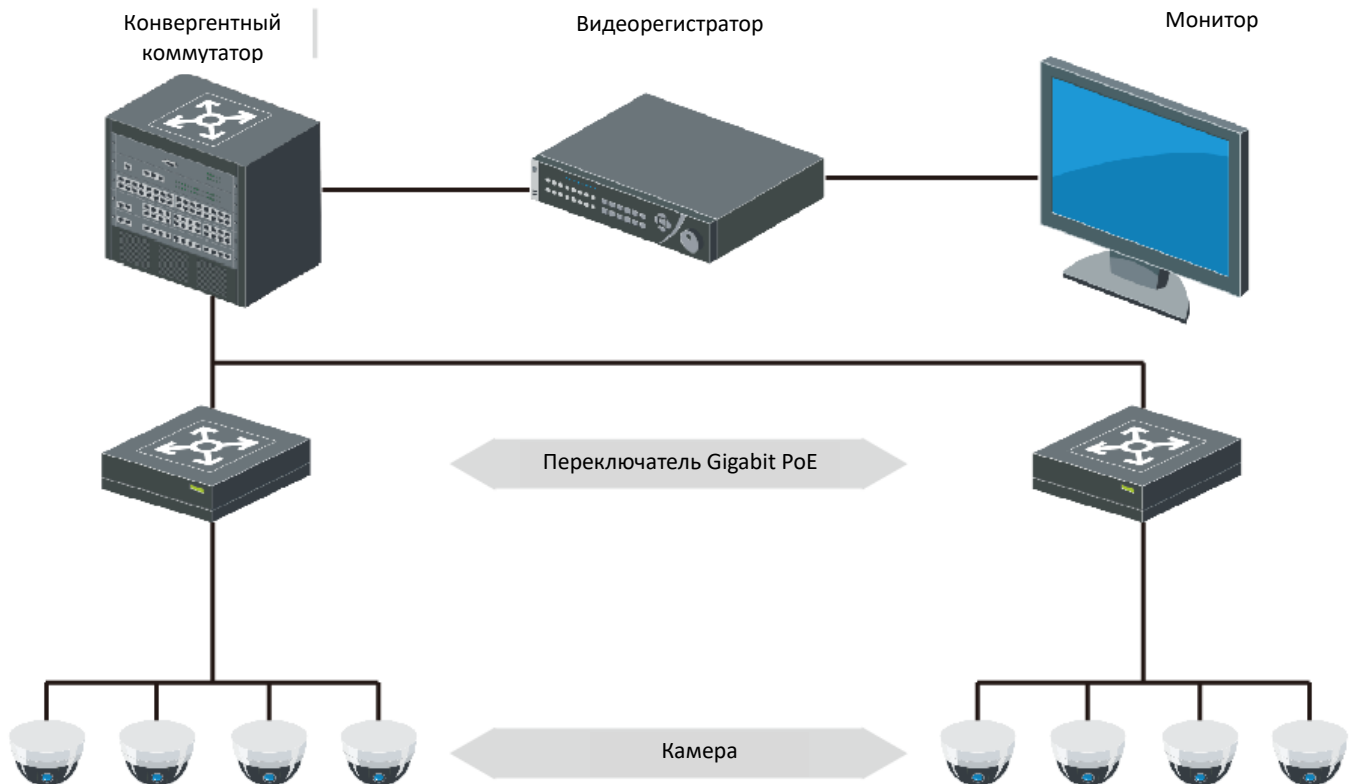 Конвергентный
коммутатор
Видеорегистратор
Монитор
Переключатель Gigabit PoE
Камера